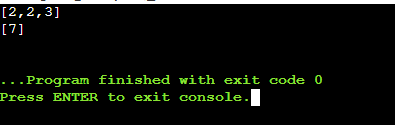 [2,2,3]
[7]
...Program finished with exit code 0
Press ENTER to exit console.